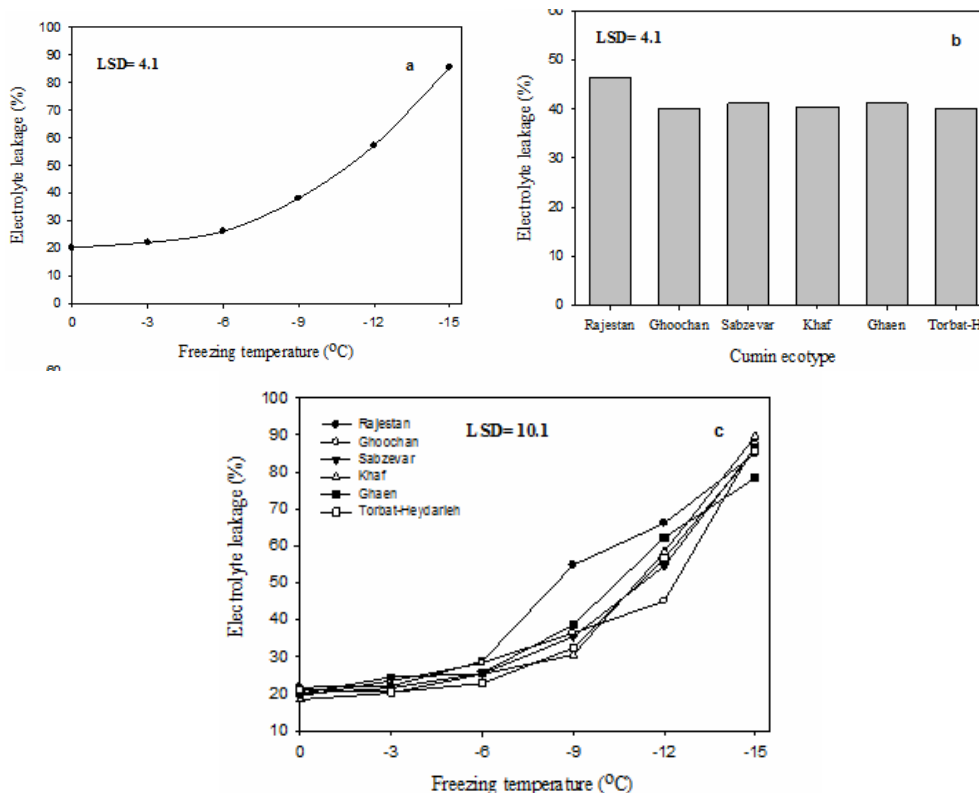 100
90
80
70
60
50
40
30
20
10
0
Electrolyte leakage (%)
LSD= 4.1
a
0 -3 -6 -9 -12 -15
Freezing temperature (°C)
60
50
40
30
20
10
0
Electrolyte leakage (%)
LSD= 4.1
b
Rajestan Ghoochan Sabzevar Khaf Ghaen Torbat-H
Cumin ecotype
100
90
80
70
60
50
40
30
20
10
Electrolyte leakage (%)
Rajestan
Ghoochan
Sabzevar
Khaf
Ghaen
Torbat-Heydarieh
LSD= 10.1
c
0 -3 -6 -9 -12 -15
Freezing temperature (°C)